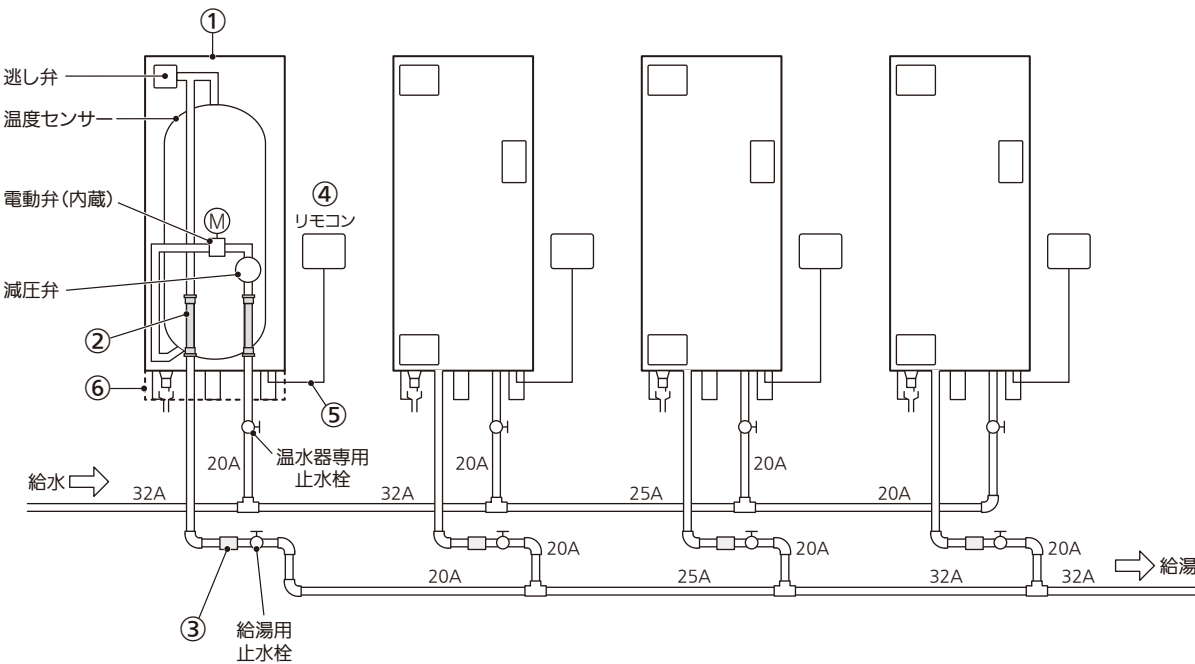 ①
逃し弁
温度センサー
④
電動弁(内蔵)
M
リモコン
減圧弁
②
⑥
⑤
20A
温水器専用
止水栓
20A
20A
給水
32A
32A
25A
20A
20A
20A
20A
給湯
20A
25A
32A
32A
③
給湯用
止水栓